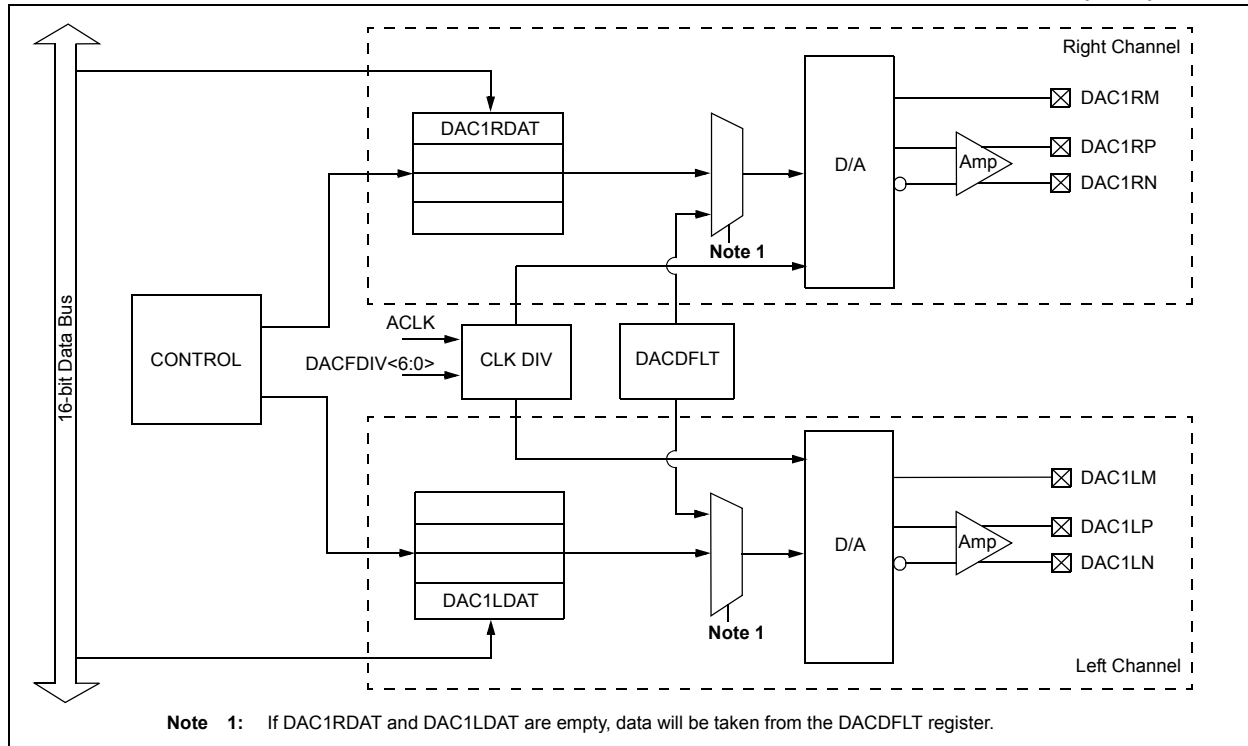 Right Channel
DAC1RM
DAC1RDAT
DAC1RP
D/A
Amp
DAC1RN
Note 1
16-bit Data Bus
CONTROL
ACLK
DACFDIV<6:0>
CLK DIV
DACDFLT
DAC1LM
DAC1LP
D/A
Amp
DAC1LN
DAC1LDAT
Note 1
Left Channel
Note 1: If DAC1RDAT and DAC1LDAT are empty, data will be taken from the DACDFLT register.